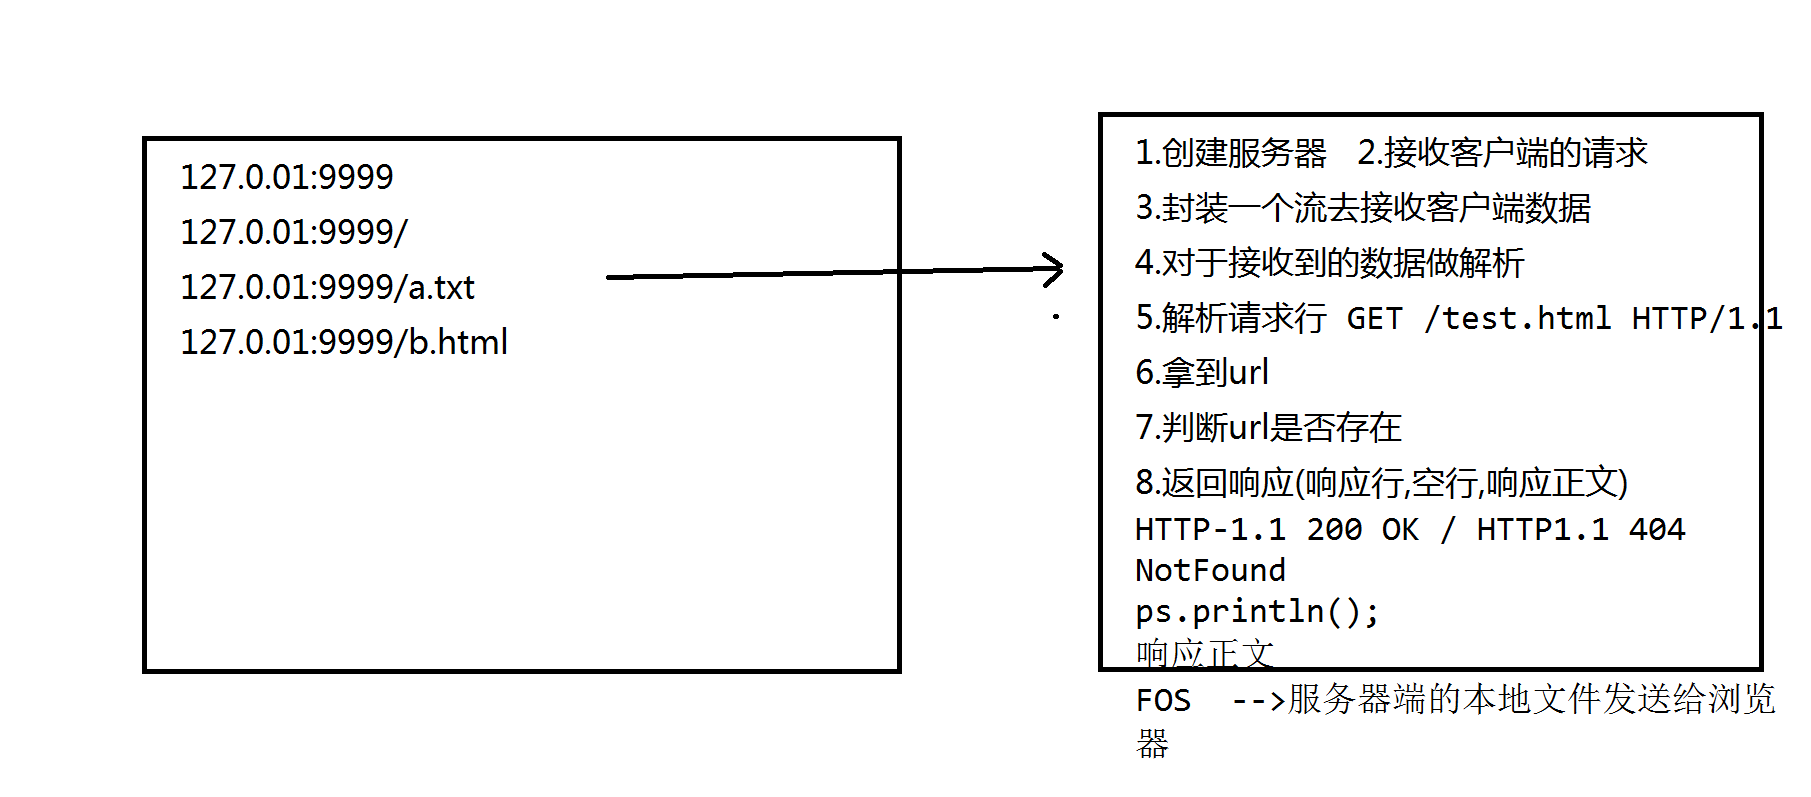 127.0.01:9999
127.0.01:9999/
127.0.01:9999/a.txt
127.0.01:9999/b.html
1.创建服务器   2.接收客户端的请求
3.封装一个流去接收客户端数据
4.对于接收到的数据做解析
5.解析请求行 GET /test.html HTTP/1.1
6.拿到url
7.判断url是否存在
8.返回响应(响应行,空行,响应正文)
HTTP-1.1 200 OK / HTTP1.1 404
NotFound
ps.println();
响应正文
FOS  -->服务器端的本地文件发送给浏览
器